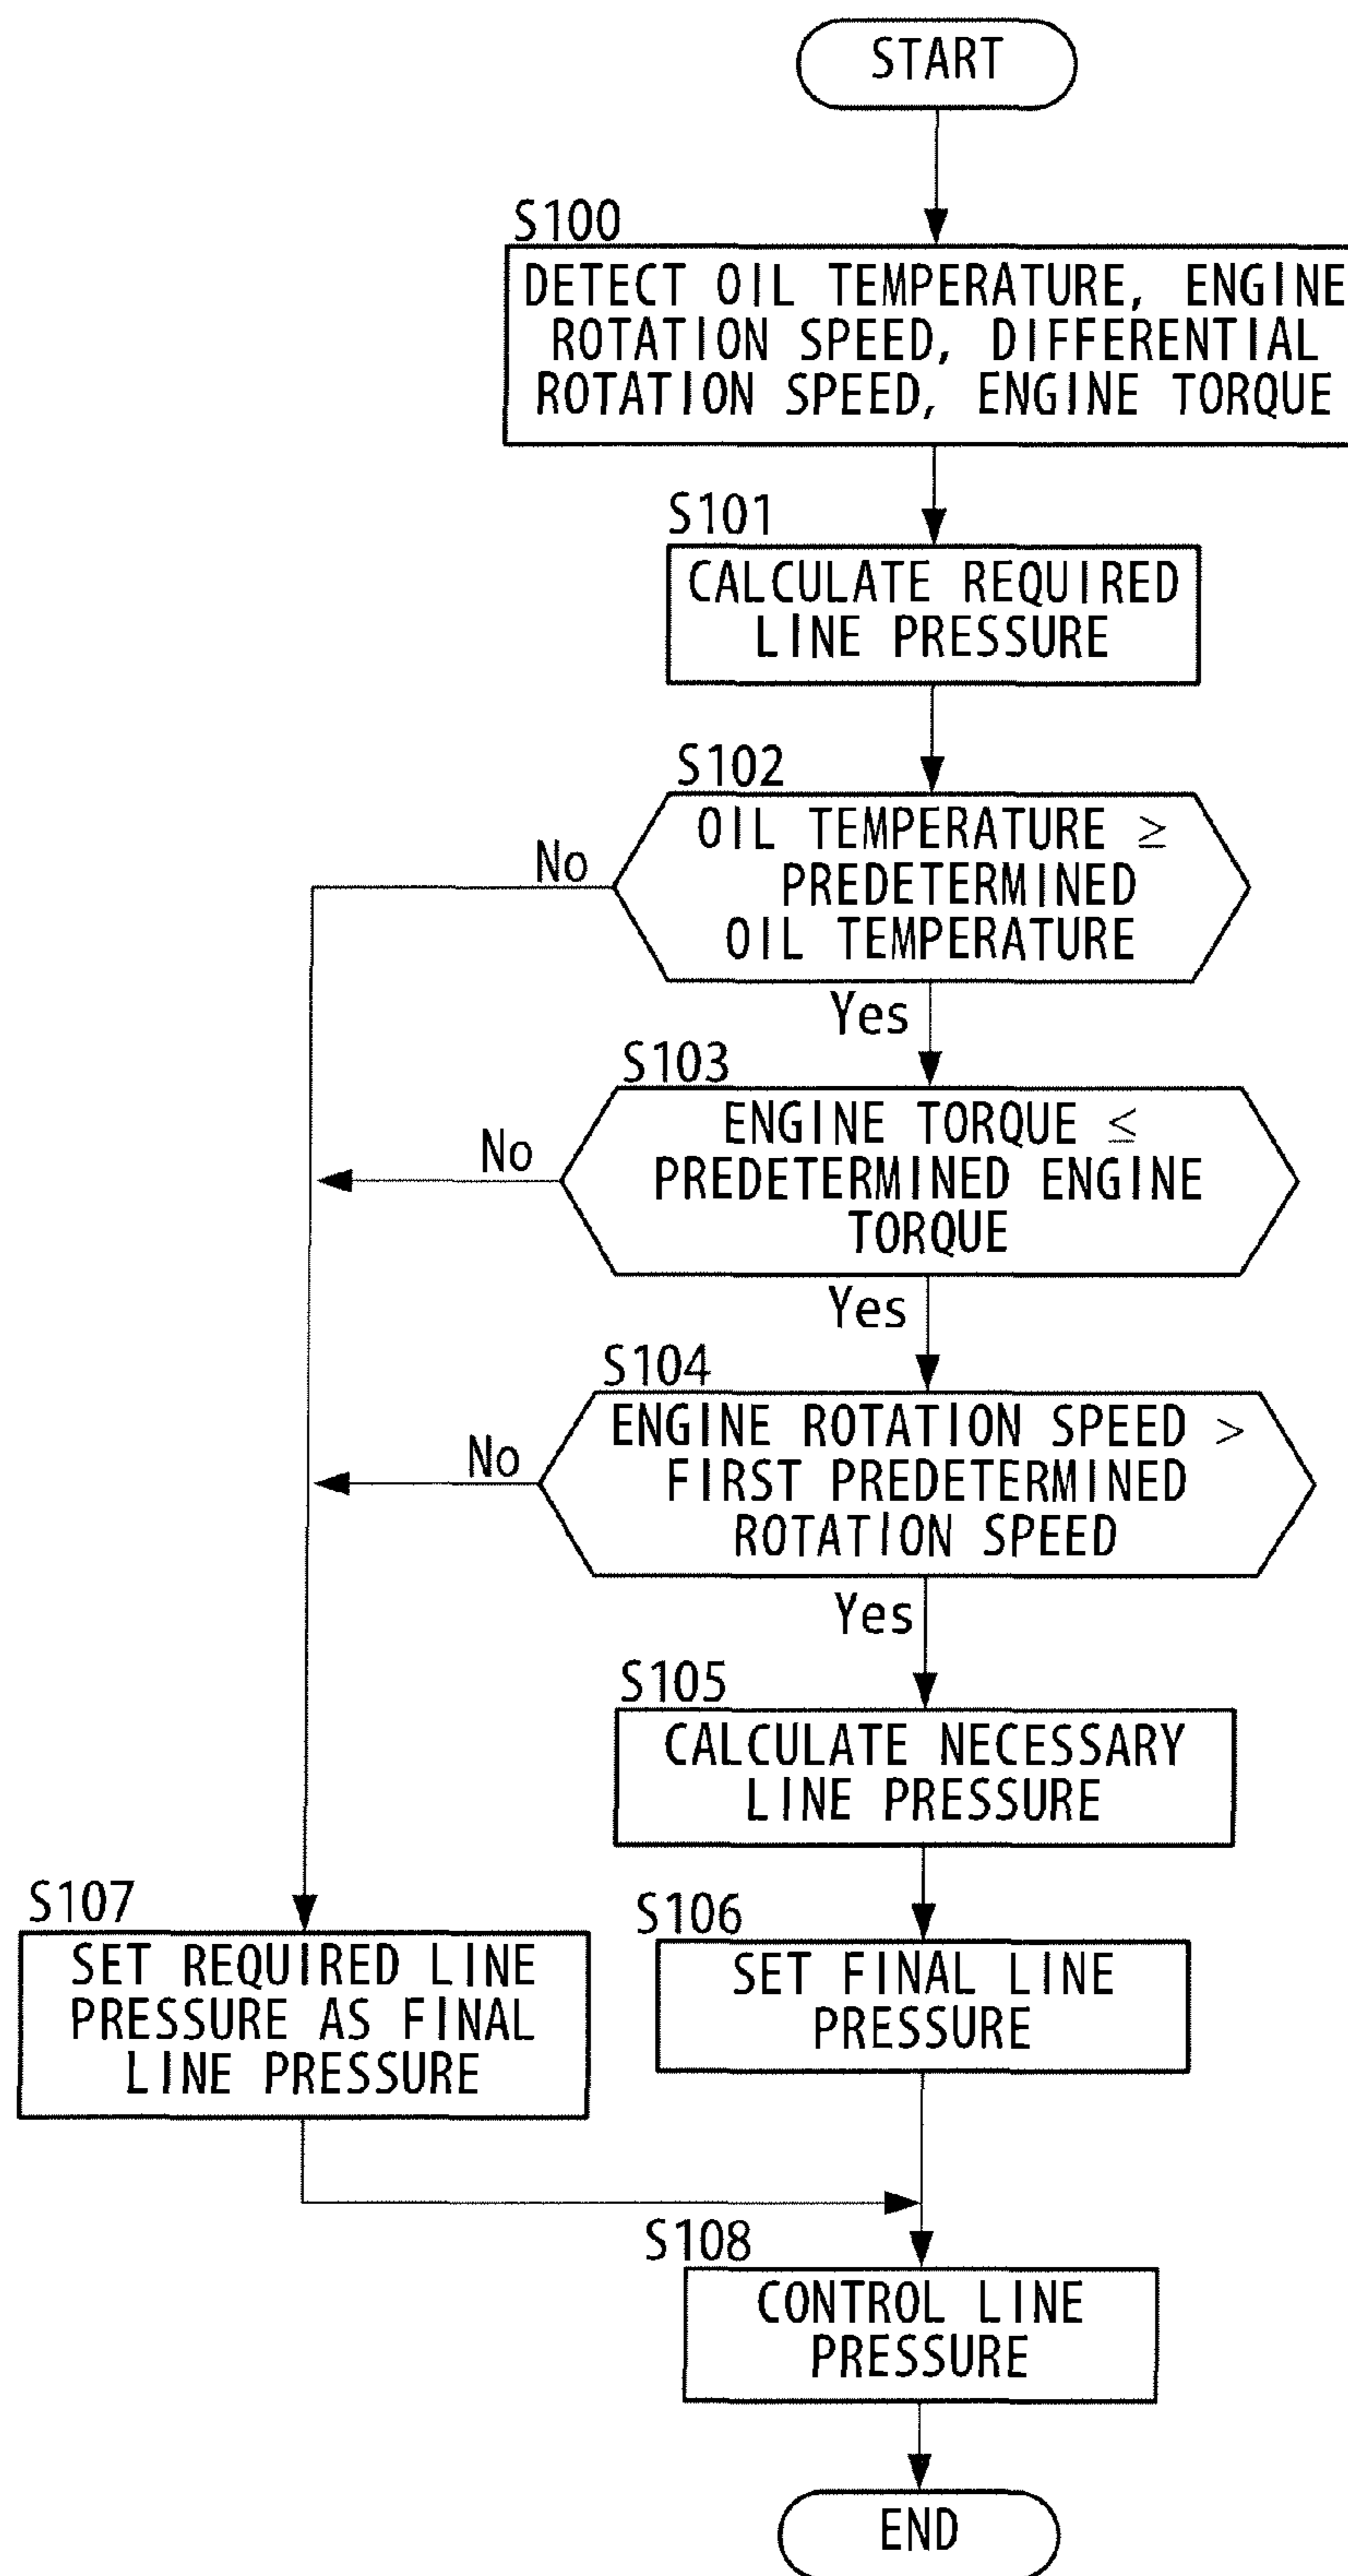 START
S100
DETECT OIL TEMPERATURE, ENGINE
ROTATION SPEED, DIFFERENTIAL
ROTATION SPEED, ENGINE TORQUE
S101
CALCULATE REQUIRED
LINE PRESSURE
S102
OIL TEMPERATURE ≥
PREDETERMINED
OIL TEMPERATURE
No
Yes
S103
ENGINE TORQUE ≤
PREDETERMINED ENGINE
TORQUE
No
Yes
S104
ENGINE ROTATION SPEED >
FIRST PREDETERMINED
ROTATION SPEED
No
Yes
S105
CALCULATE NECESSARY
LINE PRESSURE
S107
SET REQUIRED LINE
PRESSURE AS FINAL
LINE PRESSURE
S106
SET FINAL LINE
PRESSURE
S108
CONTROL LINE
PRESSURE
END